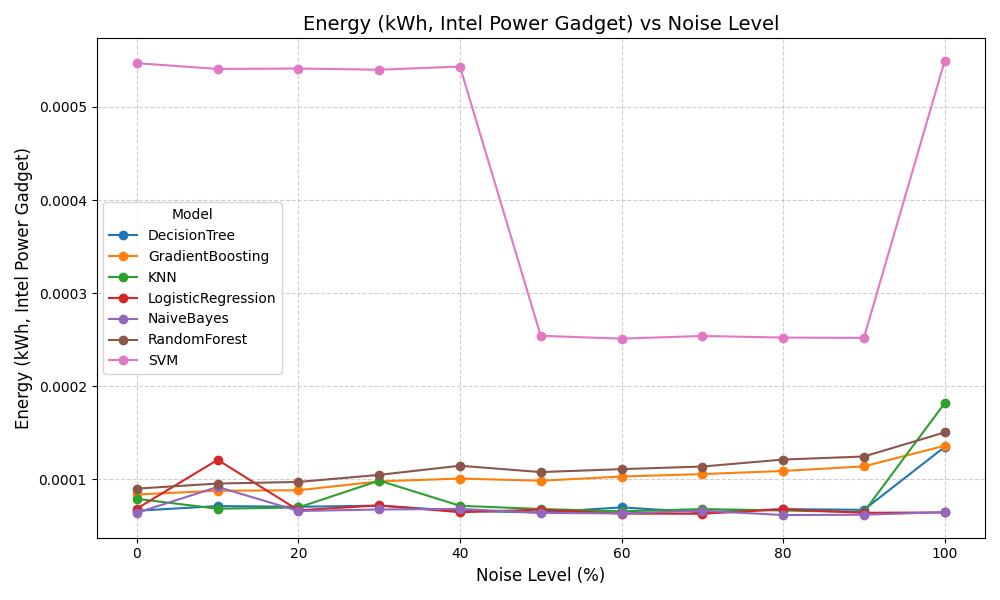 Energy (kWh, Intel Power Gadget) vs Noise Level
Energy (kWh, Intel Power Gadget)
0.0005
0.0004
0.0003
0.0002
0.0001
Model
DecisionTree
GradientBoosting
KNN
LogisticRegression
NaiveBayes
RandomForest
SVM
0 20 40 60 80 100
Noise Level (%)